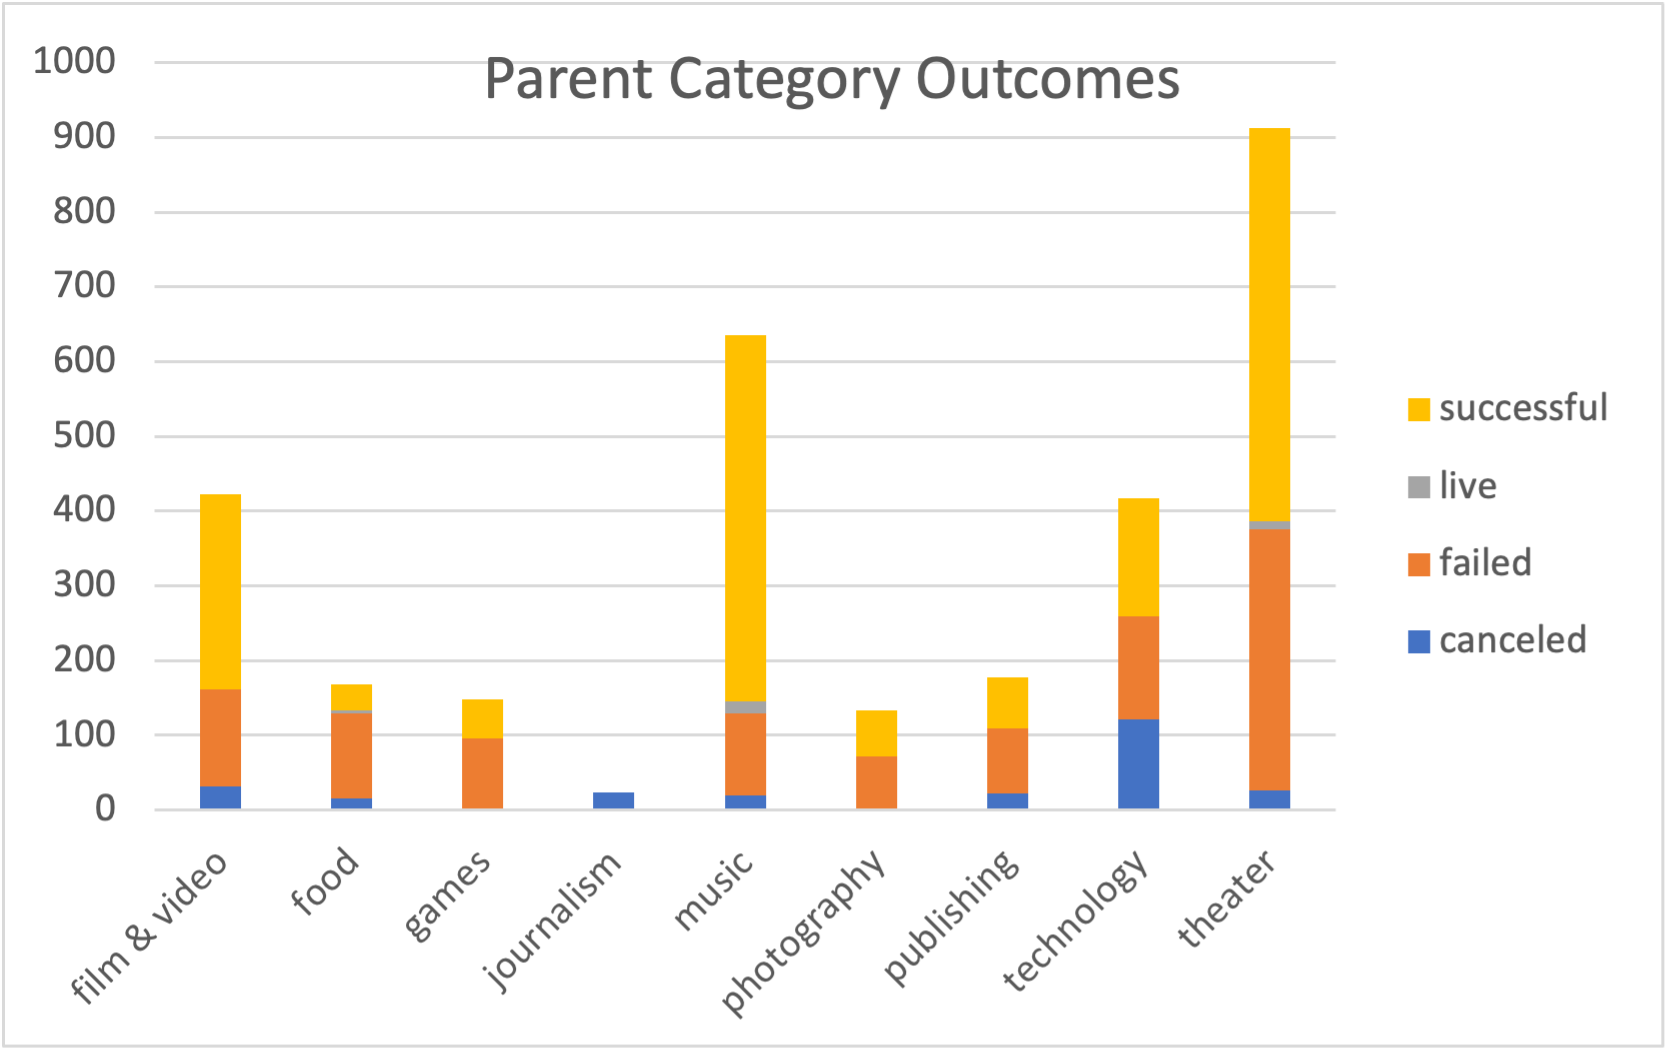 Parent Category Outcomes
1000
900
800
700
600
500
400
300
200
100
0
film & video
food
games
journalism
music
photography
publishing
technology
theater
successful
live
failed
canceled